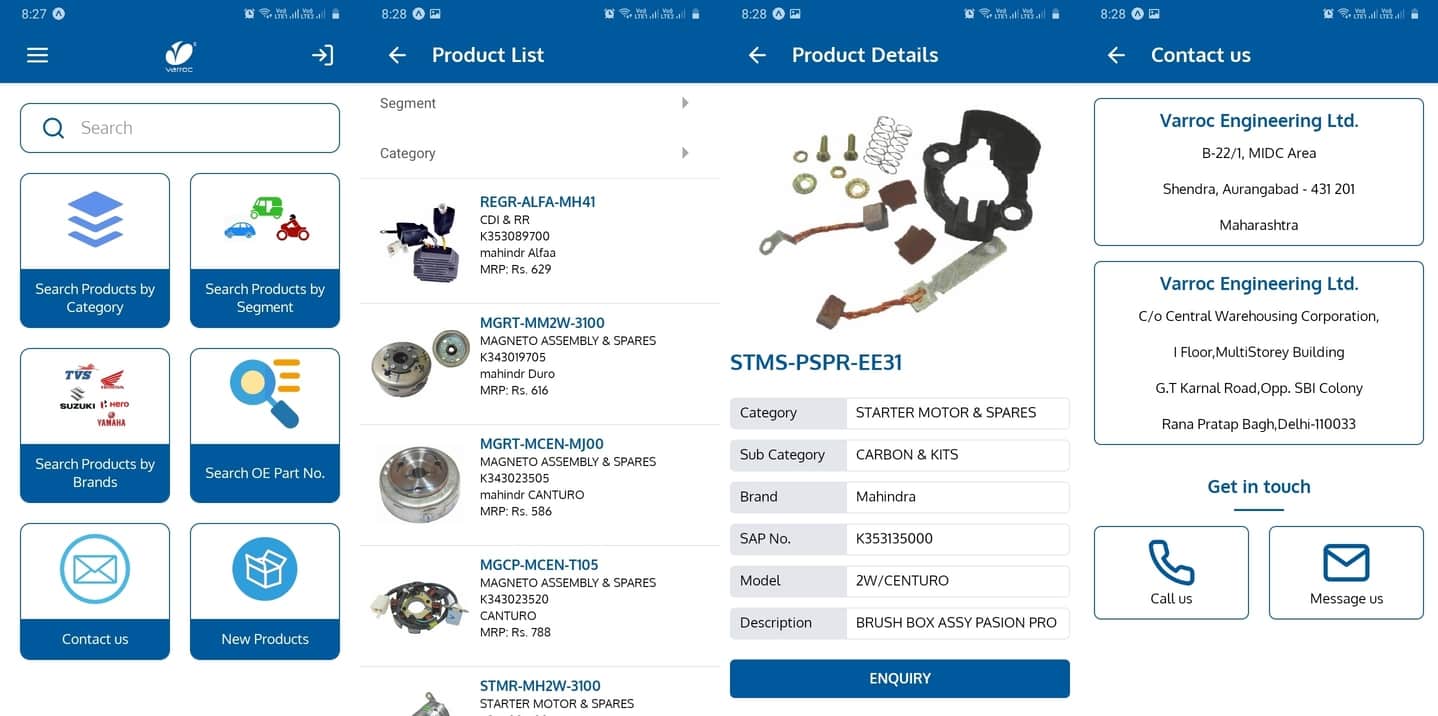 8:27
varroc
Search
Search Products by
Category
Search Products by
Segment
TVS
HONDA
SUZUKI Hero
YAMAHA
Search Products by
Brands
Search OE Part No.
Contact us
New Products
8:28
Product List
Segment
Category
REGR-ALFA-MH41
CDI & RR
K353089700
mahindr Alfaa
MRP: Rs. 629
MGRT-MM2W-3100
MAGNETO ASSEMBLY & SPARES
K343019705
mahindr Duro
MRP: Rs. 616
MGRT-MCEN-MJ00
MAGNETO ASSEMBLY & SPARES
K343023505
mahindr CANTURO
MRP: Rs. 586
MGCP-MCEN-T105
MAGNETO ASSEMBLY & SPARES
K343023520
CANTURO
MRP: Rs. 788
STMR-MH2W-3100
STARTER MOTOR & SPARES
8:28
Product Details
STMS-PSPR-EE31
Category STARTER MOTOR & SPARES
Sub Category CARBON & KITS
Brand Mahindra
SAP No. K353135000
Model 2W/CENTURO
Description BRUSH BOX ASSY PASION PRO
ENQUIRY
8:28
Contact us
Varroc Engineering Ltd.
B-22/1, MIDC Area
Shendra, Aurangabad - 431 201
Maharashtra
Varroc Engineering Ltd.
C/o Central Warehousing Corporation,
I Floor,MultiStorey Building
G.T Karnal Road,Opp. SBI Colony
Rana Pratap Bagh,Delhi-110033
Get in touch
Call us
Message us